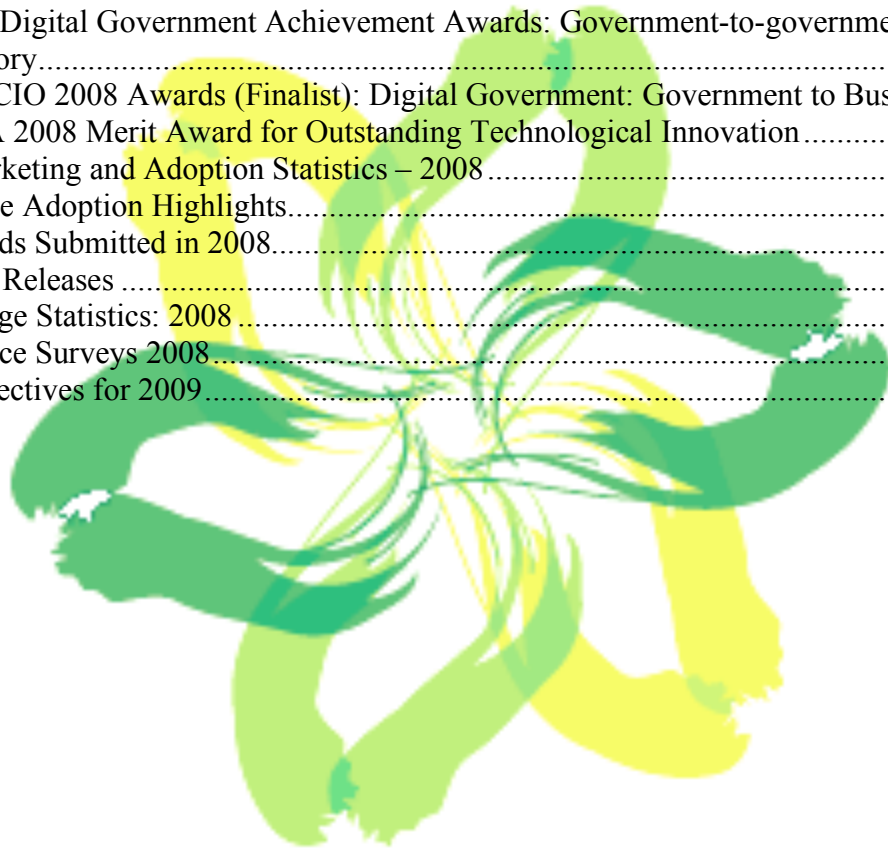 Digital Government Achievement Awards: Government-to-governme
ory....................................................................................................
CIO 2008 Awards (Finalist): Digital Government: Government to Bus
A 2008 Merit Award for Outstanding Technological Innovation..........
rketing and Adoption Statistics – 2008................................................
e Adoption Highlights.........................................................................
ds Submitted in 2008...........................................................................
Releases ..............................................................................................
ge Statistics: 2008 ...............................................................................
ce Surveys 2008...................................................................................
ectives for 2009....................................................................................